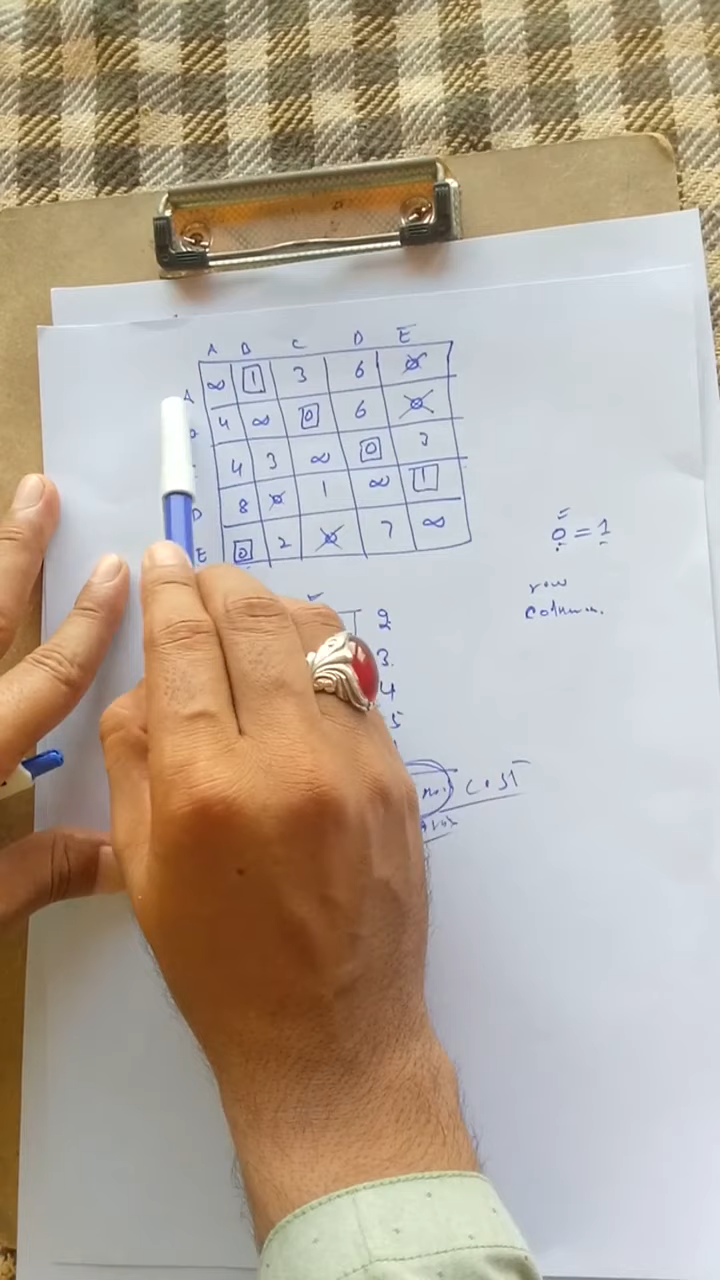 A B C D E
A ∞ 1 3 6 0
4 ∞ 0 6 0
4 3 ∞ 0 3
D 8 0 1 ∞ 1
E 0 2 0 7 ∞
0 = 1
row
column.
2
3.
4
5
cost